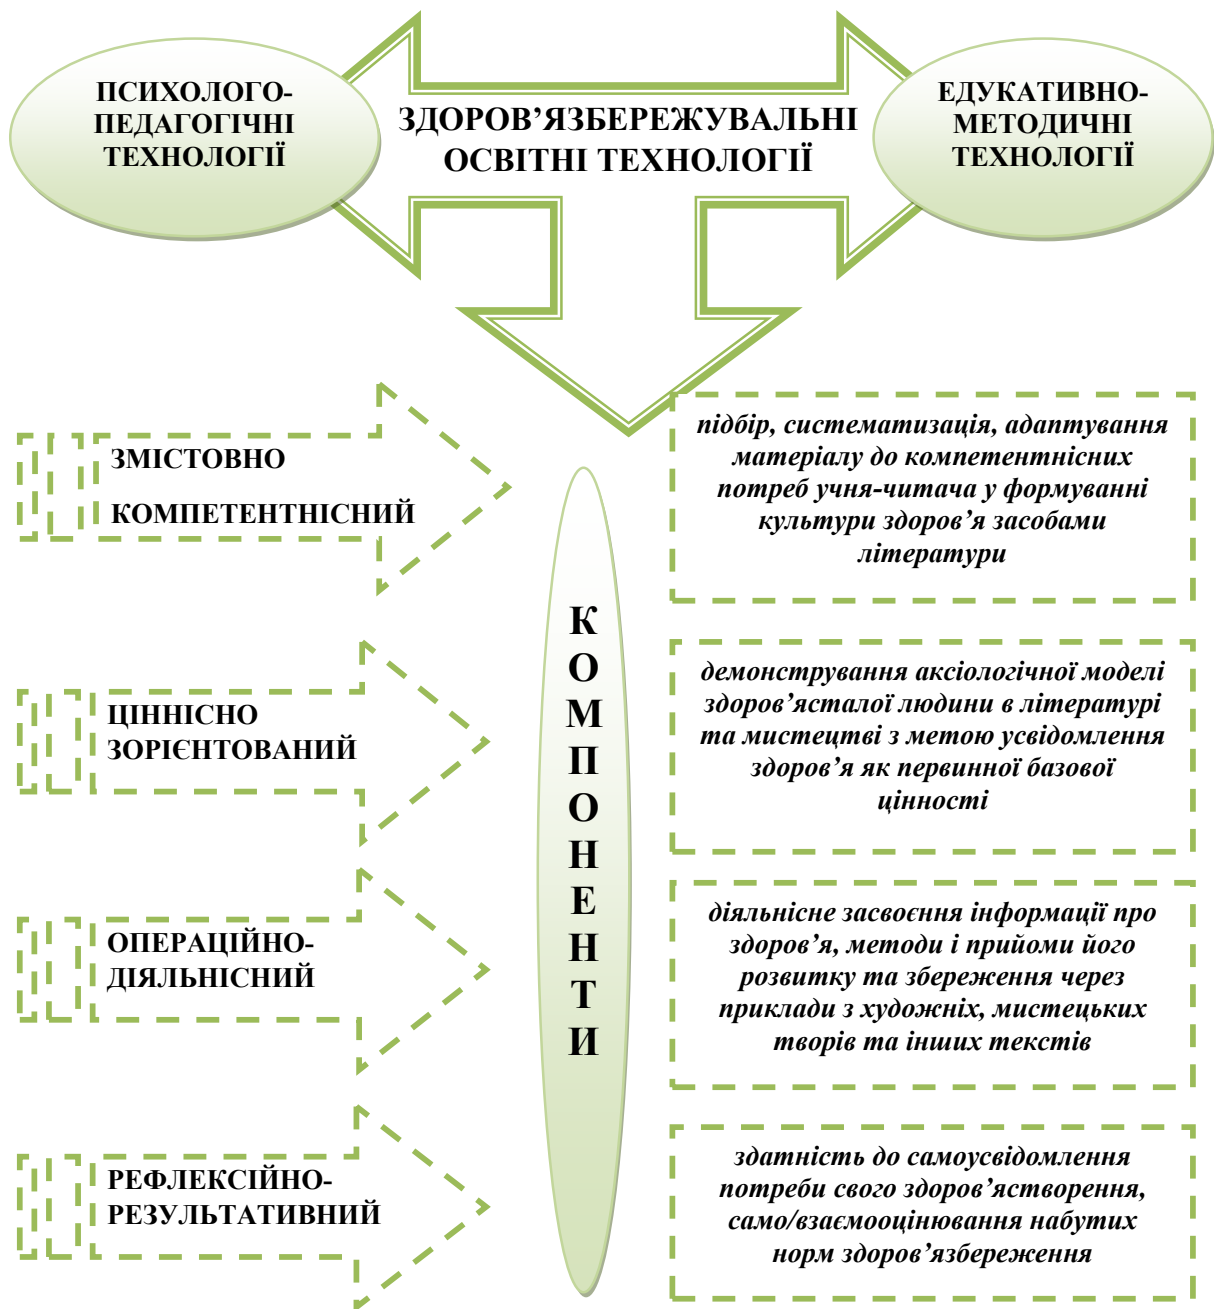 ПСИХОЛОГО-
ПЕДАГОГІЧНІ
ТЕХНОЛОГІЇ
ЗДОРОВ’ЯЗБЕРЕЖУВАЛЬНІ
ОСВІТНІ ТЕХНОЛОГІЇ
ЕДУКАТИВНО-
МЕТОДИЧНІ
ТЕХНОЛОГІЇ
ЗМІСТОВНО
КОМПЕТЕНТНІСНИЙ
підбір, систематизація, адаптування
матеріалу до компетентнісних
потреб учня-читача у формуванні
культури здоров’я засобами
літератури
К
О
М
П
О
Н
Е
Н
Т
И
ЦІННІСНО
ЗОРІЄНТОВАНИЙ
демонстрування аксіологічної моделі
здоров’ясталої людини в літературі
та мистецтві з метою усвідомлення
здоров’я як первинної базової
цінності
ОПЕРАЦІЙНО-
ДІЯЛЬНІСНИЙ
діяльнісне засвоєння інформації про
здоров’я, методи і прийоми його
розвитку та збереження через
приклади з художніх, мистецьких
творів та інших текстів
РЕФЛЕКСІЙНО-
РЕЗУЛЬТАТИВНИЙ
здатність до самоусвідомлення
потреби свого здоров’ястворення,
само/взаємооцінювання набутих
норм здоров’язбереження